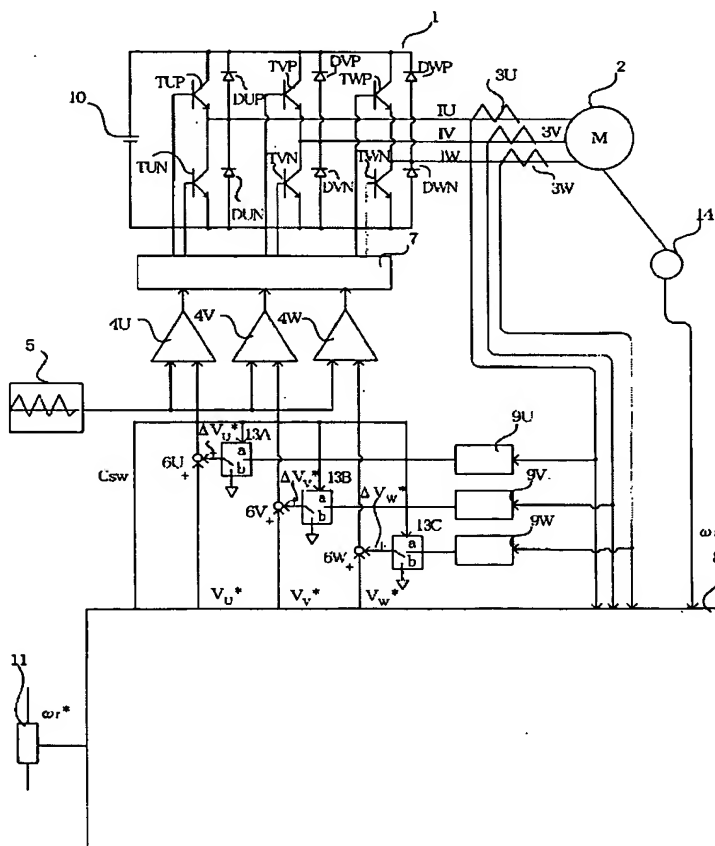 1
TUP
TVP
DVP
TWP
DWP
2
10
DUP
IU
3U
IV
3V
M
IW
TUN
DUN
TVN
DVN
TWN
DWN
3W
14
7
4U
4V
4W
5
ΔVU*
13A
9U
Csw
6U
+
a
b
ΔVV*
13B
9V
6V
+
a
b
ΔVW*
13C
9W
6W
+
a
b
VU*
VV*
VW*
11
ωr*